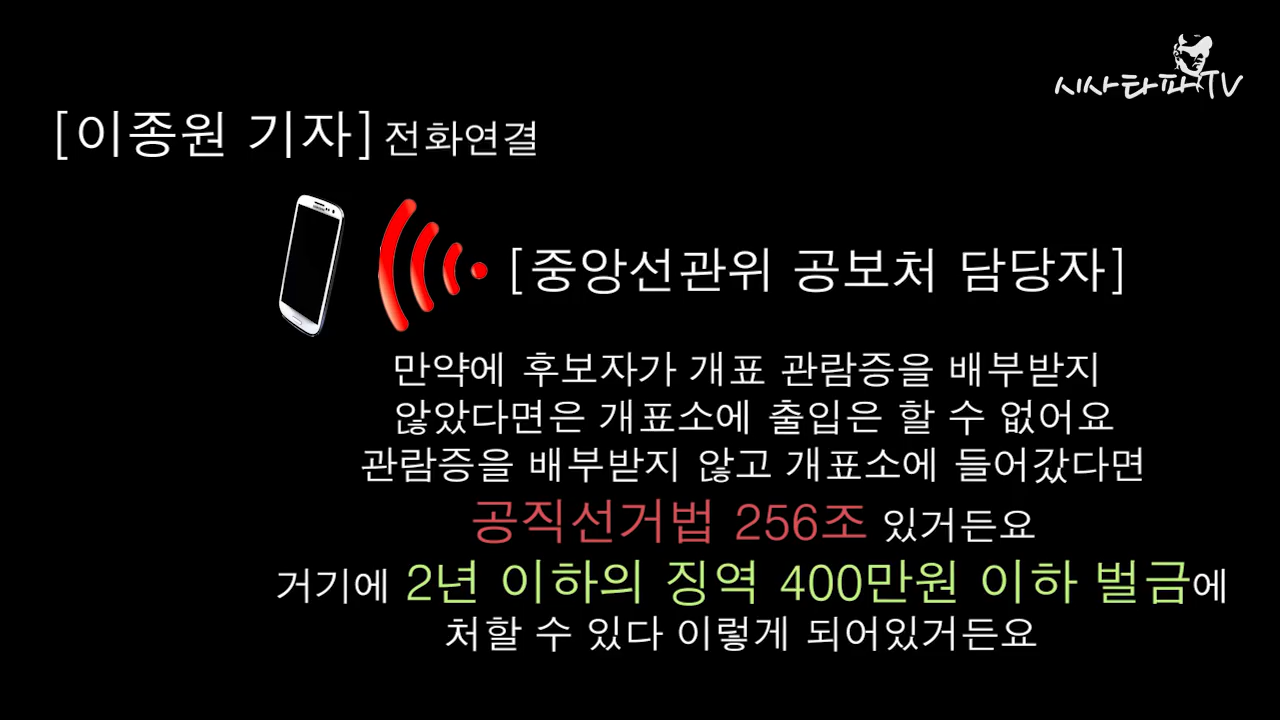 시사타파TV
[이종원 기자] 전화연결
[중앙선관위 공보처 담당자]
만약에 후보자가 개표 관람증을 배부받지
않았다면은 개표소에 출입은 할 수 없어요
관람증을 배부받지 않고 개표소에 들어갔다면
공직선거법 256조 있거든요
거기에 2년 이하의 징역 400만원 이하 벌금에
처할 수 있다 이렇게 되어있거든요